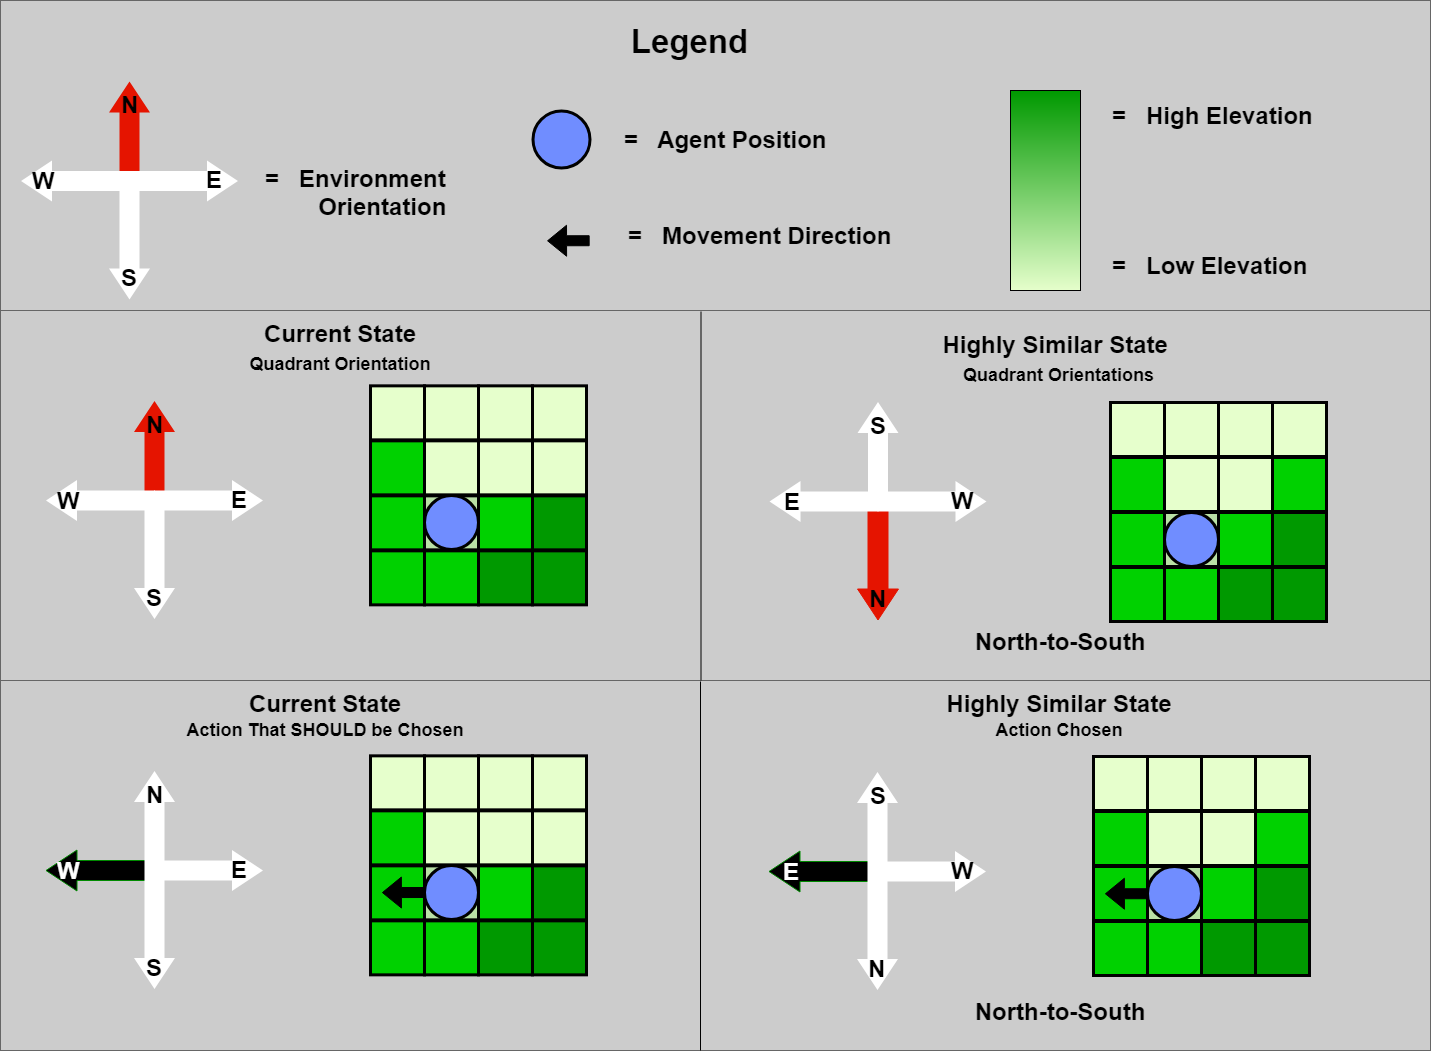 Legend
N
W
E
S
= Environment
Orientation
= Agent Position
= Movement Direction
= High Elevation
= Low Elevation
Current State
Quadrant Orientation
N
W
E
S
Highly Similar State
Quadrant Orientations
S
E
W
N
North-to-South
Current State
Action That SHOULD be Chosen
N
W
E
S
Highly Similar State
Action Chosen
S
E
W
N
North-to-South